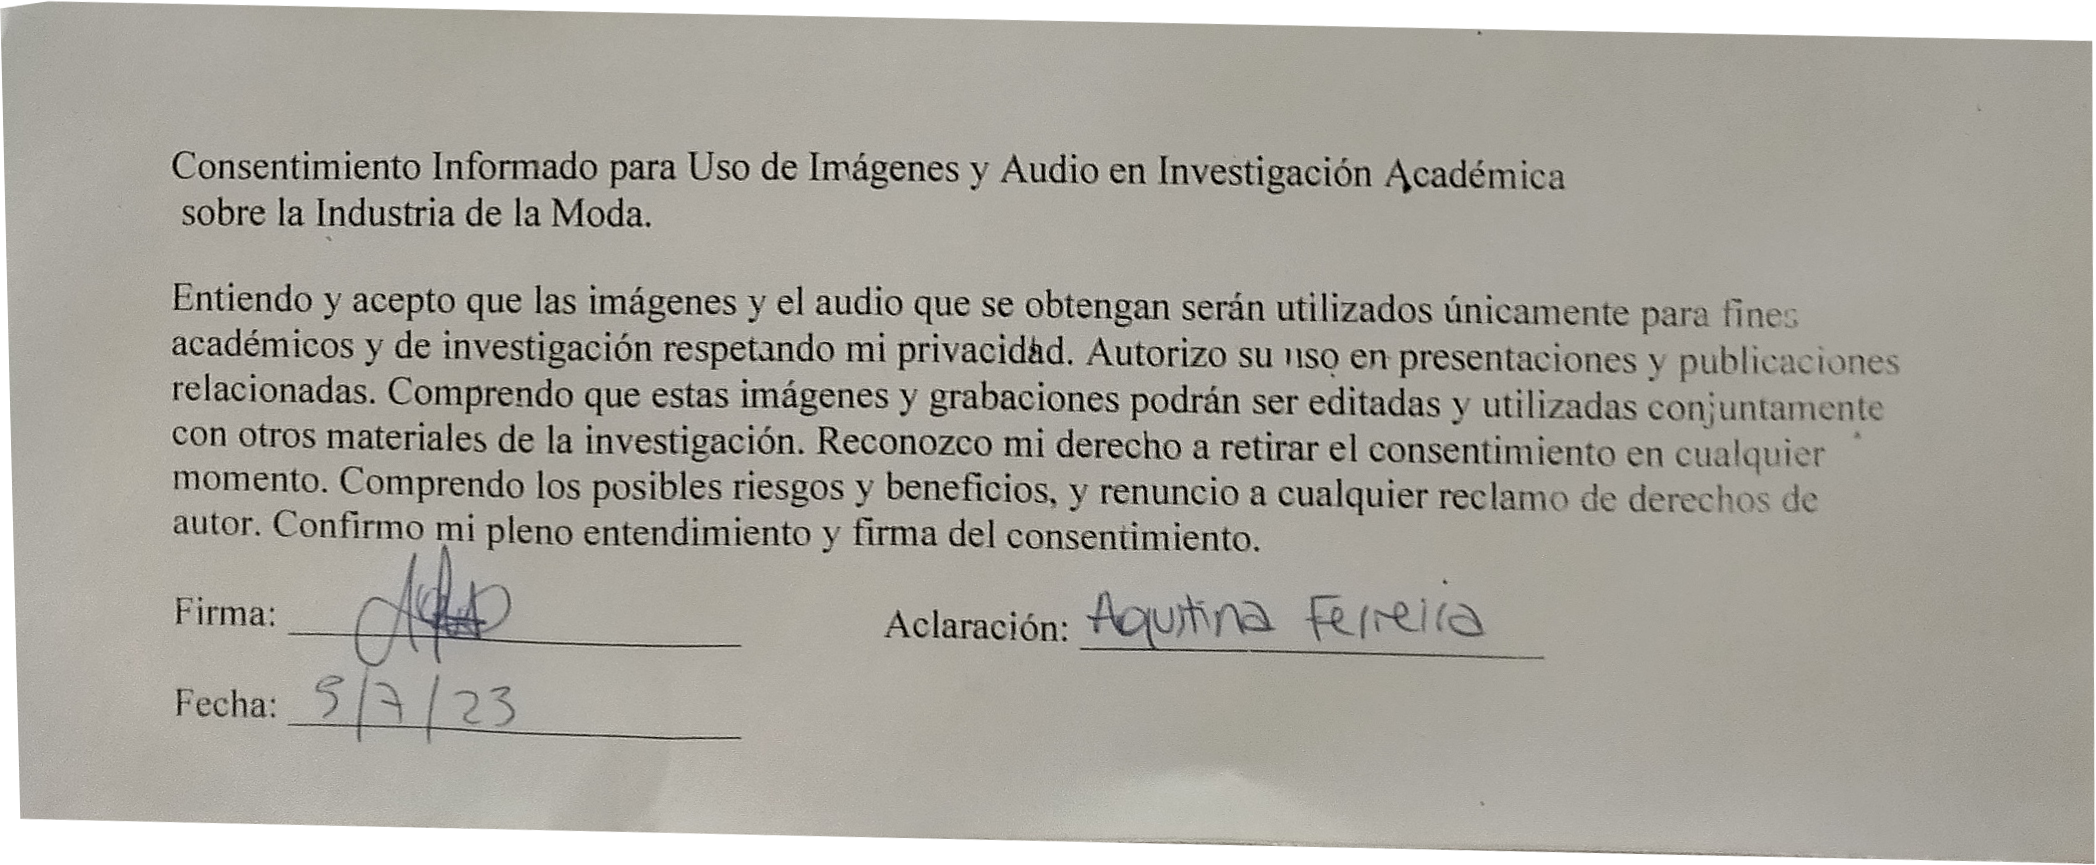 Consentimiento Informado para Uso de Imágenes y Audio en Investigación Académica
sobre la Industria de la Moda.
Entiendo y acepto que las imágenes y el audio que se obtengan serán utilizados únicamente para fines
académicos y de investigación respetando mi privacidad. Autorizo su uso en presentaciones y publicaciones
relacionadas. Comprendo que estas imágenes y grabaciones podrán ser editadas y utilizadas conjuntamente
con otros materiales de la investigación. Reconozco mi derecho a retirar el consentimiento en cualquier
momento. Comprendo los posibles riesgos y beneficios, y renuncio a cualquier reclamo de derechos de
autor. Confirmo mi pleno entendimiento y firma del consentimiento.
Firma: Aclaración: Agustina Ferreira
Fecha: 5/7/23